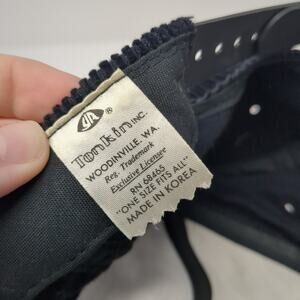 ®
Tonkin INC.
WOODINVILLE, WA.
Reg. Trademark
Exclusive Licensee
RN 68465
"ONE SIZE FITS ALL"
MADE IN KOREA